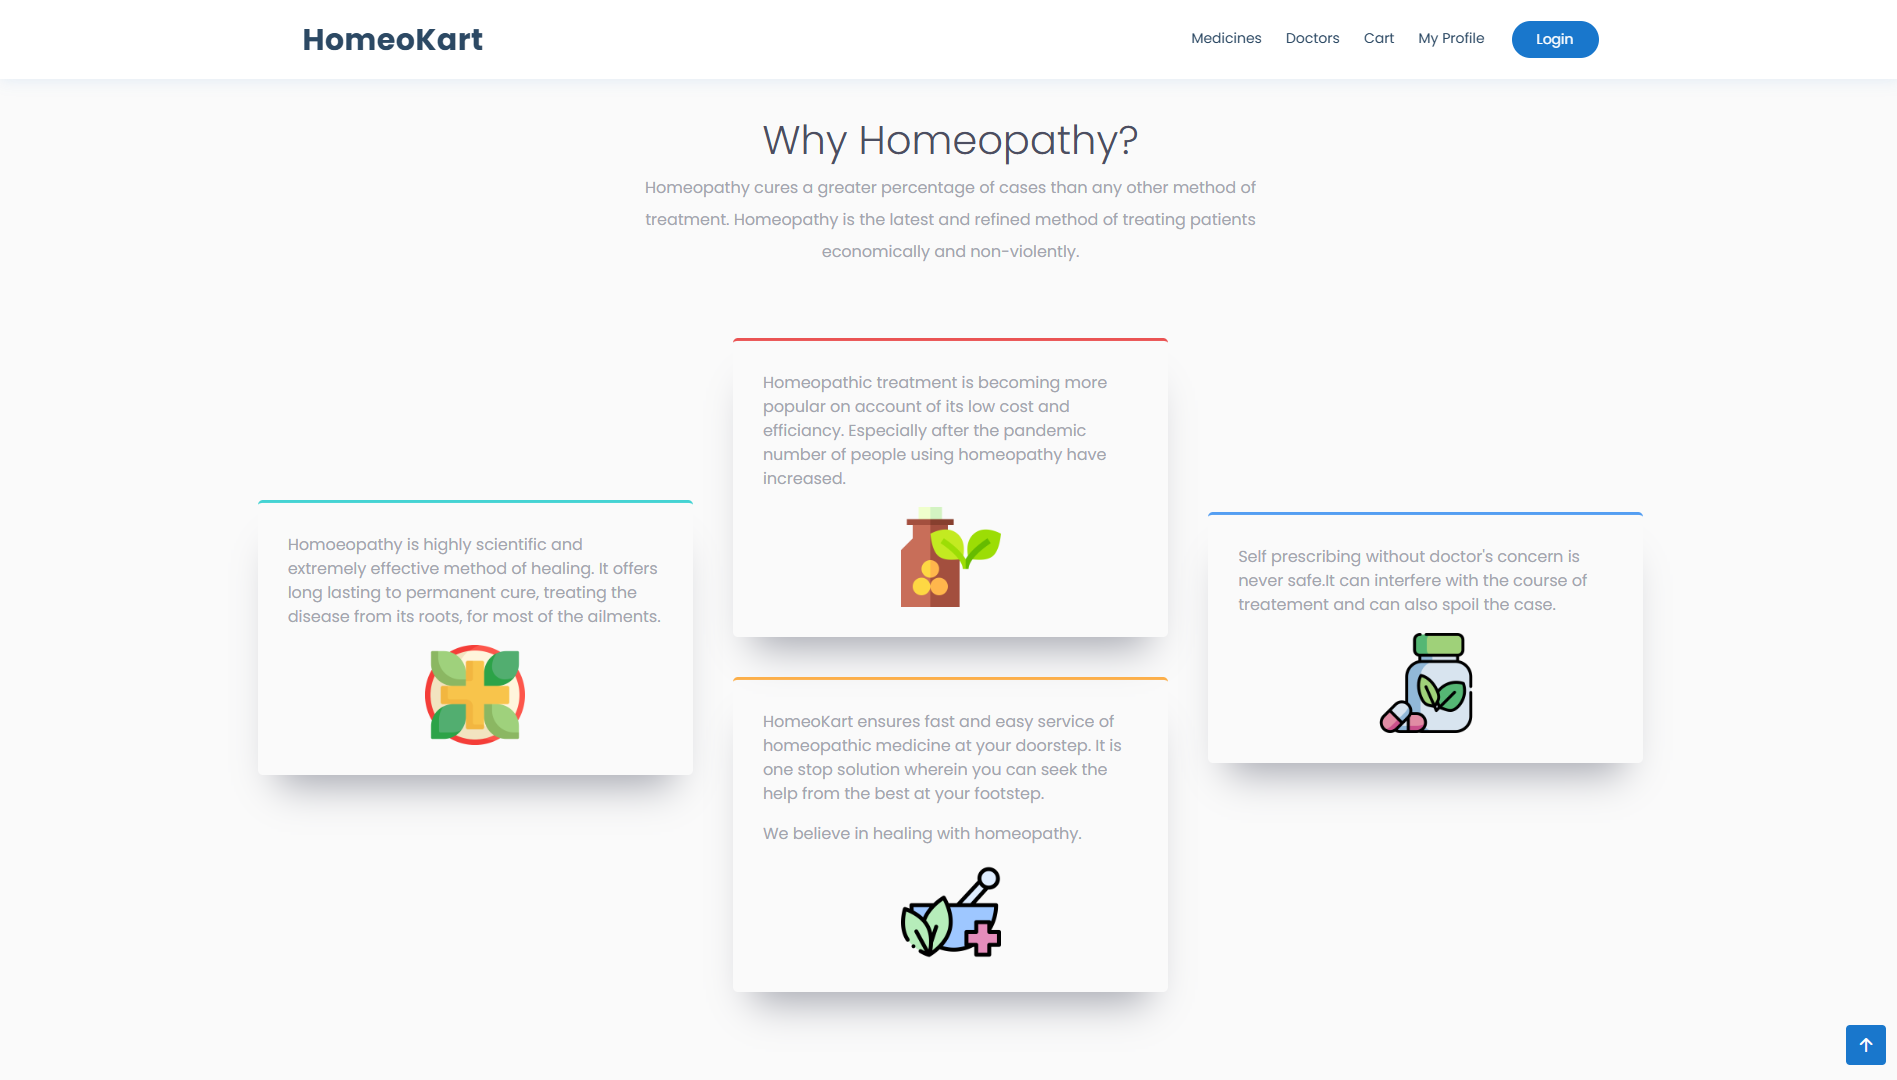 HomeoKart
Medicines
Doctors
Cart
My Profile
Login
Why Homeopathy?
Homeopathy cures a greater percentage of cases than any other method of
treatment. Homeopathy is the latest and refined method of treating patients
economically and non-violently.
Homoeopathy is highly scientific and
extremely effective method of healing. It offers
long lasting to permanent cure, treating the
disease from its roots, for most of the ailments.
Homeopathic treatment is becoming more
popular on account of its low cost and
efficiancy. Especially after the pandemic
number of people using homeopathy have
increased.
HomeoKart ensures fast and easy service of
homeopathic medicine at your doorstep. It is
one stop solution wherein you can seek the
help from the best at your footstep.
We believe in healing with homeopathy.
Self prescribing without doctor's concern is
never safe.It can interfere with the course of
treatement and can also spoil the case.